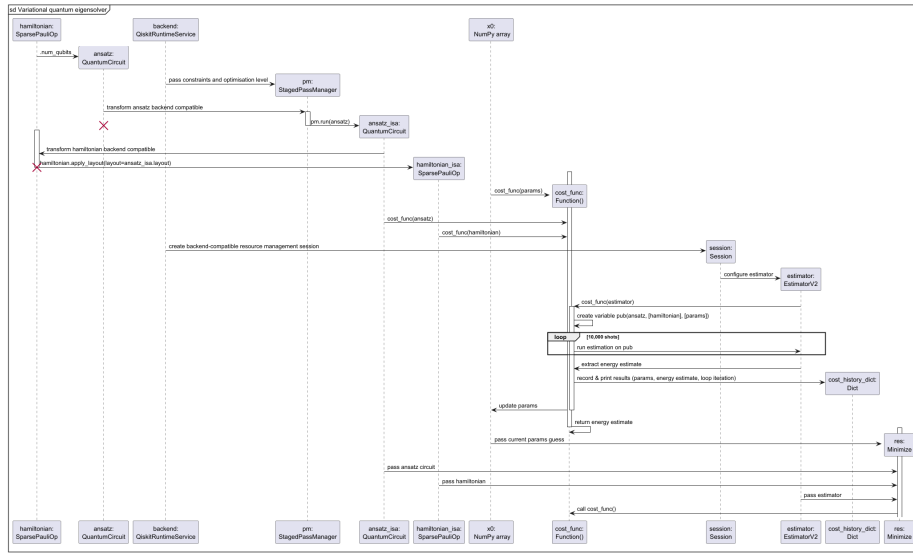 sd Variational quantum eigensolver
hamiltonian:
SparsePauliOp
backend:
QiskitRuntimeService
x0:
NumPy array
.num_qubits
ansatz:
QuantumCircuit
pass constraints and optimisation level
pm:
StagedPassManager
transform ansatz backend compatible
pm.run(ansatz)
ansatz_isa:
QuantumCircuit
transform hamiltonian backend compatible
hamiltonian.apply_layout(layout=ansatz_isa.layout)
hamiltonian_isa:
SparsePauliOp
cost_func(params)
cost_func:
Function()
cost_func(ansatz)
cost_func(hamiltonian)
create backend-compatible resource management session
session:
Session
configure estimator
estimator:
EstimatorV2
cost_func(estimator)
create variable pub(ansatz, [hamiltonian], [params])
loop
[10,000 shots]
run estimation on pub
extract energy estimate
record & print results (params, energy estimate, loop iteration)
cost_history_dict:
Dict
update params
return energy estimate
pass current params guess
res:
Minimize
pass ansatz circuit
pass hamiltonian
pass estimator
call cost_func()
hamiltonian:
SparsePauliOp
ansatz:
QuantumCircuit
backend:
QiskitRuntimeService
pm:
StagedPassManager
ansatz_isa:
QuantumCircuit
hamiltonian_isa:
SparsePauliOp
x0:
NumPy array
cost_func:
Function()
session:
Session
estimator:
EstimatorV2
cost_history_dict:
Dict
res:
Minimize